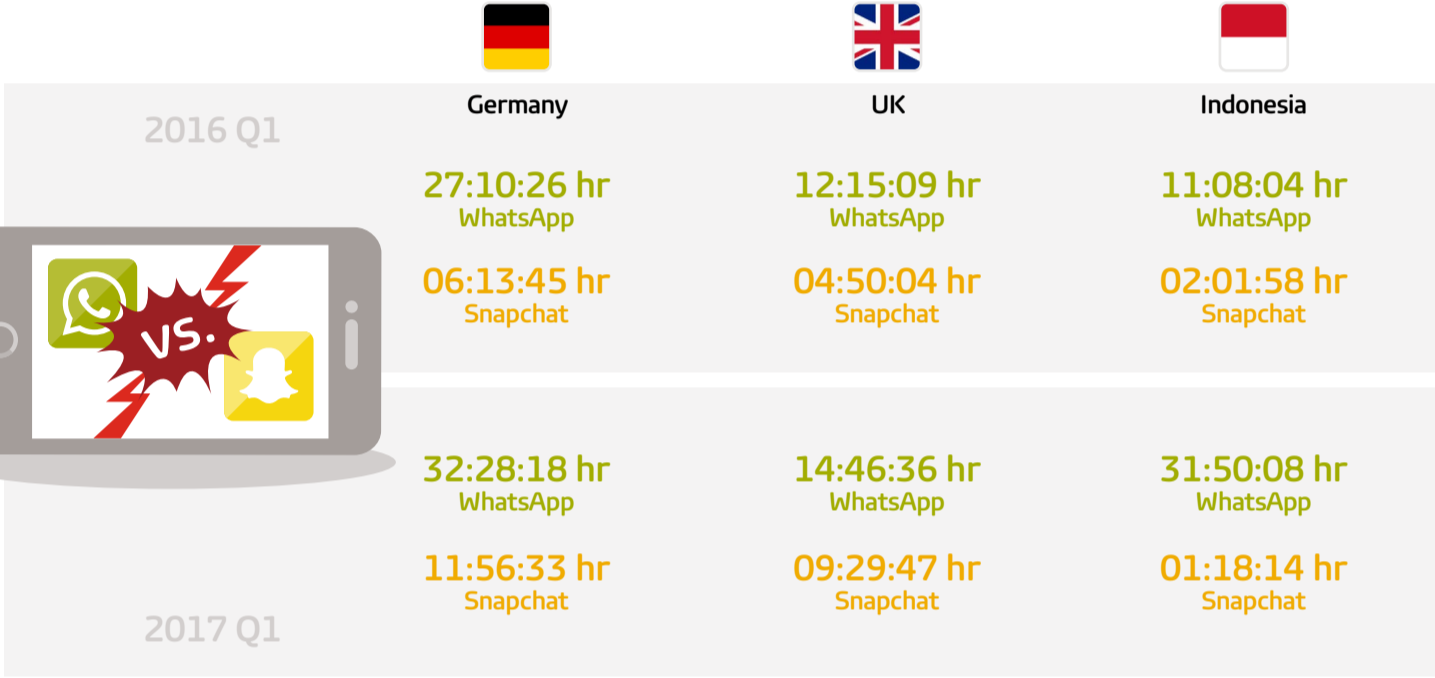 Germany
UK
Indonesia
2016 Q1
27:10:26 hr
WhatsApp
12:15:09 hr
WhatsApp
11:08:04 hr
WhatsApp
06:13:45 hr
Snapchat
04:50:04 hr
Snapchat
02:01:58 hr
Snapchat
VS.
32:28:18 hr
WhatsApp
14:46:36 hr
WhatsApp
31:50:08 hr
WhatsApp
11:56:33 hr
Snapchat
09:29:47 hr
Snapchat
01:18:14 hr
Snapchat
2017 Q1